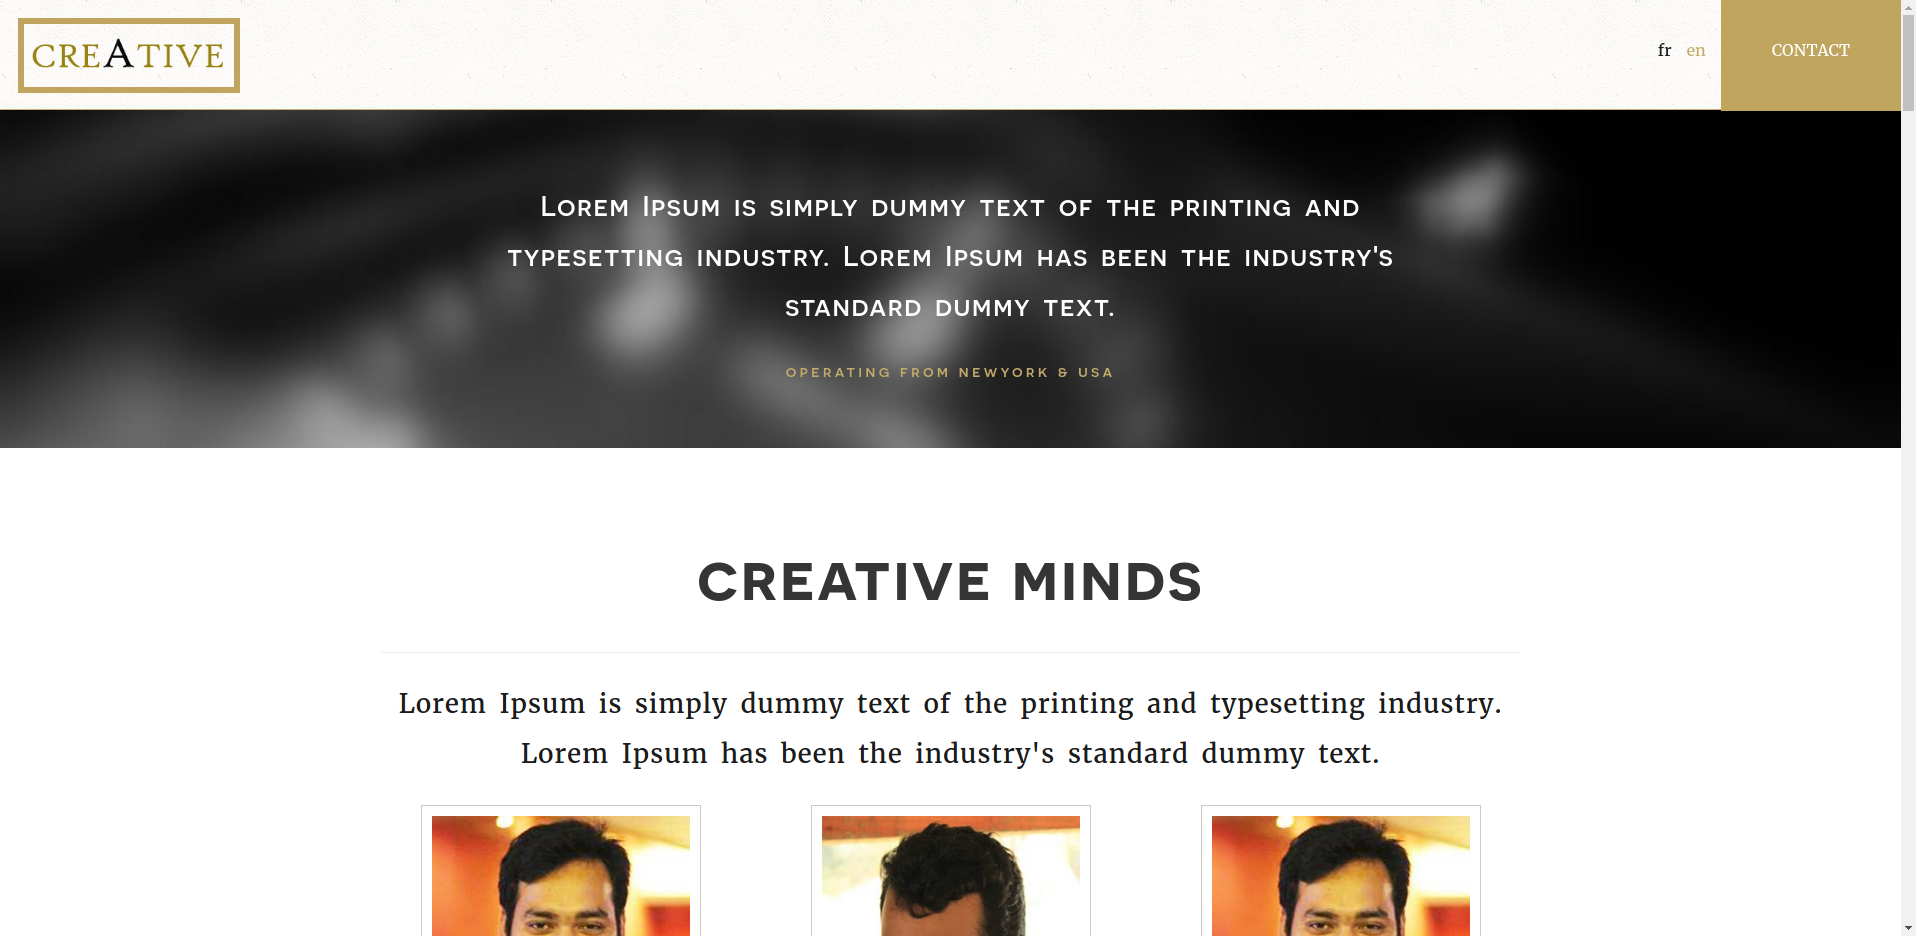 CREATIVE
fr en CONTACT
Lorem Ipsum is simply dummy text of the printing and
typesetting industry. Lorem Ipsum has been the industry's
standard dummy text.
OPERATING FROM NEWYORK & USA
CREATIVE MINDS
Lorem Ipsum is simply dummy text of the printing and typesetting industry.
Lorem Ipsum has been the industry's standard dummy text.